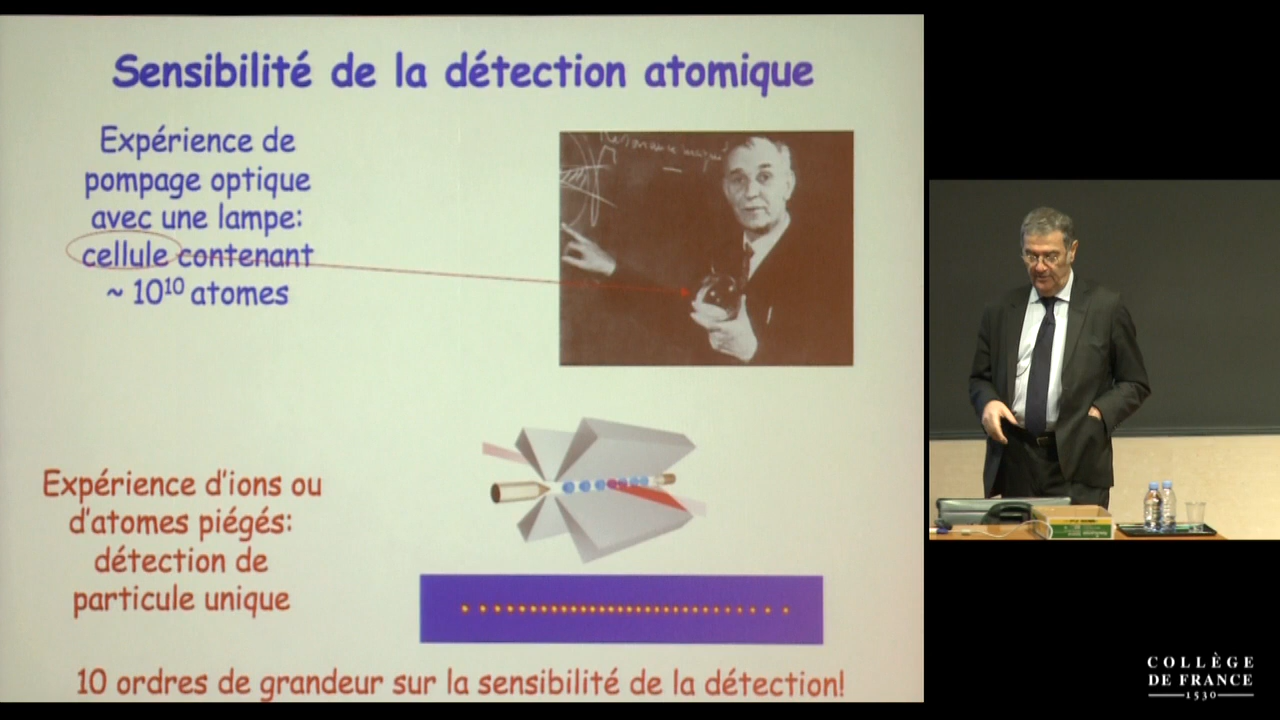 Sensibilité de la détection atomique
Expérience de
pompage optique
avec une lampe:
cellule contenant
~ 10¹⁰ atomes
Expérience d'ions ou
d'atomes piégés:
détection de
particule unique
10 ordres de grandeur sur la sensibilité de la détection!
COLLÈGE
DE FRANCE
1530